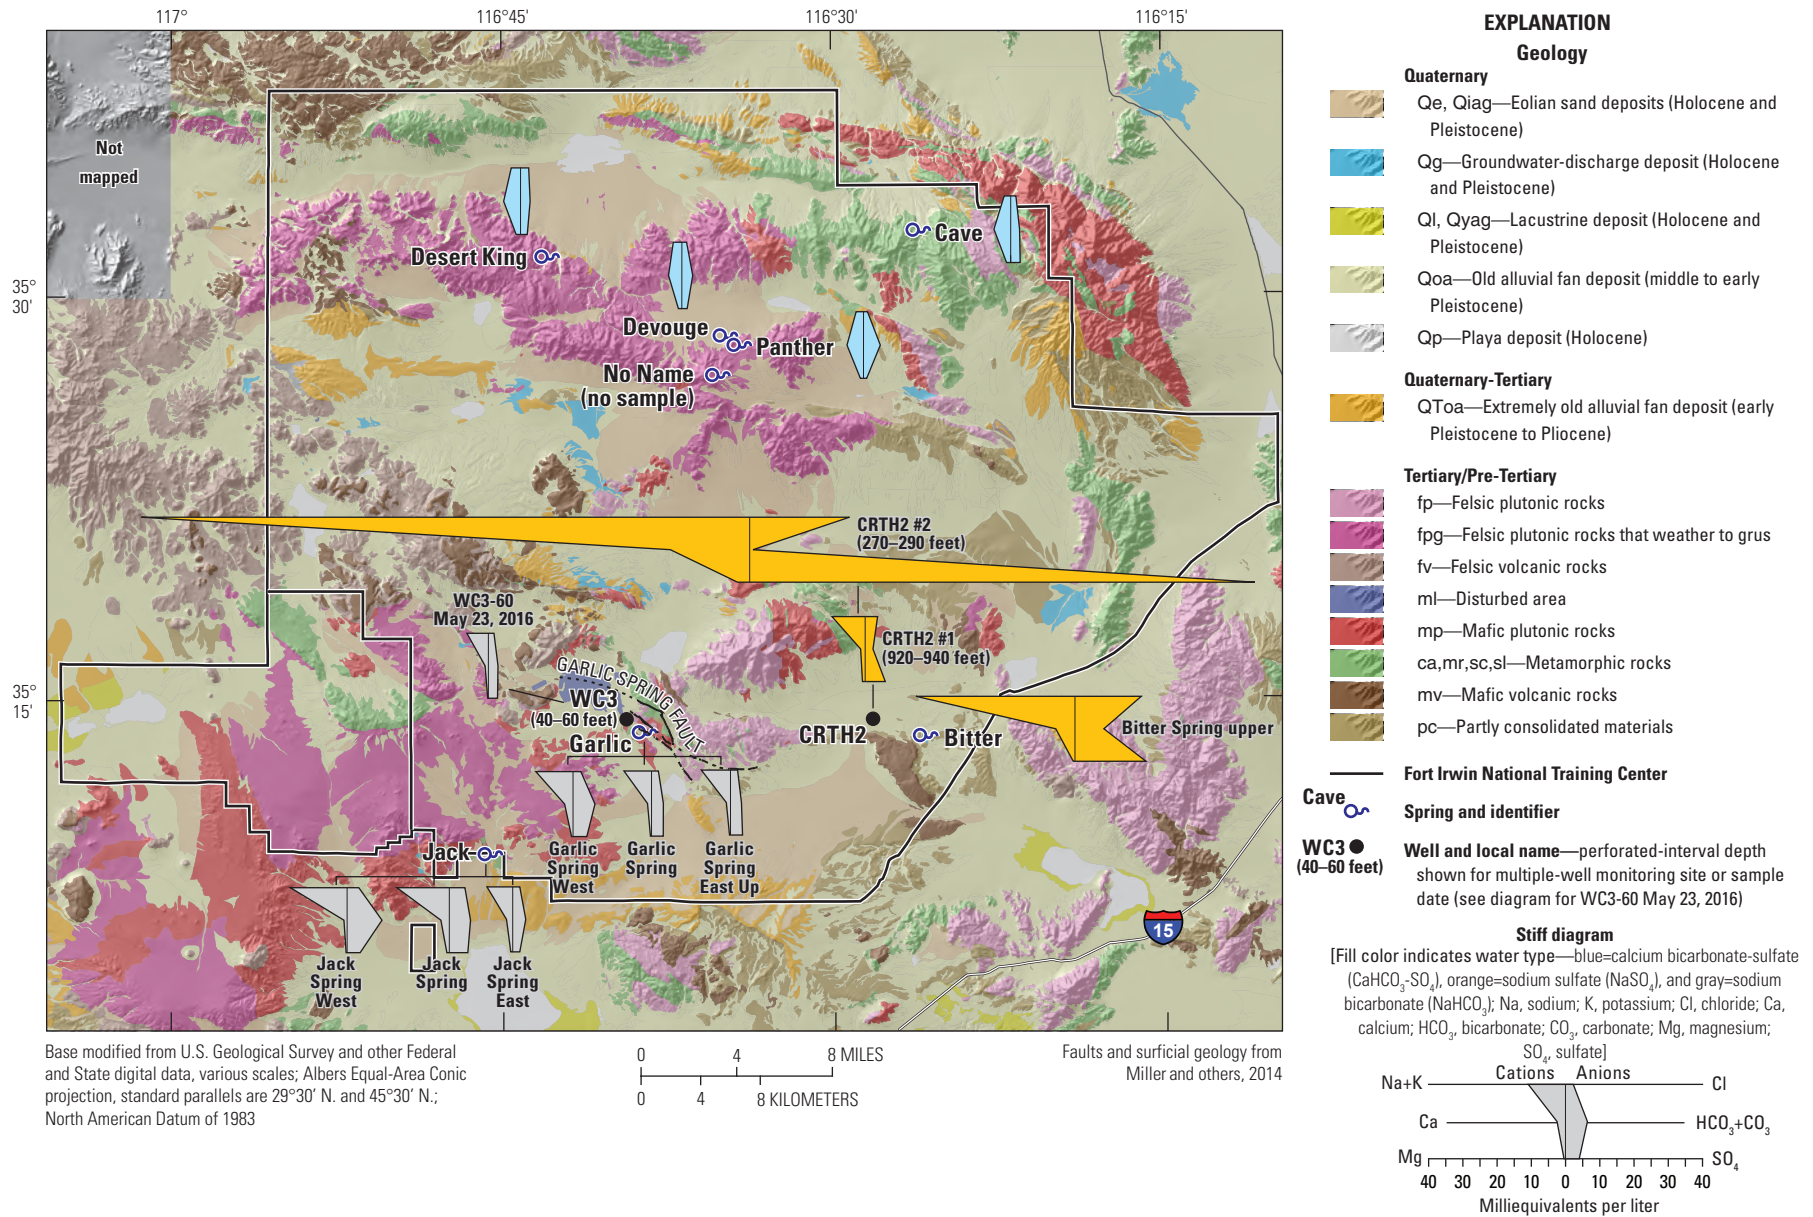 117°
116°45'
116°30'
116°15'
35°
30'
35°
15'
Not
mapped
Desert King
Cave
Devouge
Panther
No Name
(no sample)
CRTH2 #2
(270–290 feet)
WC3-60
May 23, 2016
CRTH2 #1
(920–940 feet)
GARLIC SPRING FAULT
WC3
(40–60 feet)
Garlic
CRTH2
Bitter
Bitter Spring upper
Jack
Garlic
Spring
West
Garlic
Spring
Garlic
Spring
East Up
Jack
Spring
West
Jack
Spring
Jack
Spring
East
15
Base modified from U.S. Geological Survey and other Federal
and State digital data, various scales; Albers Equal-Area Conic
projection, standard parallels are 29°30' N. and 45°30' N.;
North American Datum of 1983
0 4 8 MILES
0 4 8 KILOMETERS
Faults and surficial geology from
Miller and others, 2014
EXPLANATION
Geology
Quaternary
Qe, Qiag—Eolian sand deposits (Holocene and
Pleistocene)
Qg—Groundwater-discharge deposit (Holocene
and Pleistocene)
Ql, Qyag—Lacustrine deposit (Holocene and
Pleistocene)
Qoa—Old alluvial fan deposit (middle to early
Pleistocene)
Qp—Playa deposit (Holocene)
Quaternary-Tertiary
QToa—Extremely old alluvial fan deposit (early
Pleistocene to Pliocene)
Tertiary/Pre-Tertiary
fp—Felsic plutonic rocks
fpg—Felsic plutonic rocks that weather to grus
fv—Felsic volcanic rocks
ml—Disturbed area
mp—Mafic plutonic rocks
ca,mr,sc,sl—Metamorphic rocks
mv—Mafic volcanic rocks
pc—Partly consolidated materials
Fort Irwin National Training Center
Cave
Spring and identifier
WC3
(40–60 feet)
Well and local name—perforated-interval depth
shown for multiple-well monitoring site or sample
date (see diagram for WC3-60 May 23, 2016)
Stiff diagram
[Fill color indicates water type—blue=calcium bicarbonate-sulfate
(CaHCO₃-SO₄), orange=sodium sulfate (NaSO₄), and gray=sodium
bicarbonate (NaHCO₃); Na, sodium; K, potassium; Cl, chloride; Ca,
calcium; HCO₃, bicarbonate; CO₃, carbonate; Mg, magnesium;
SO₄, sulfate]
Cations Anions
Na+K Cl
Ca HCO₃+CO₃
Mg SO₄
40 30 20 10 0 10 20 30 40
Milliequivalents per liter